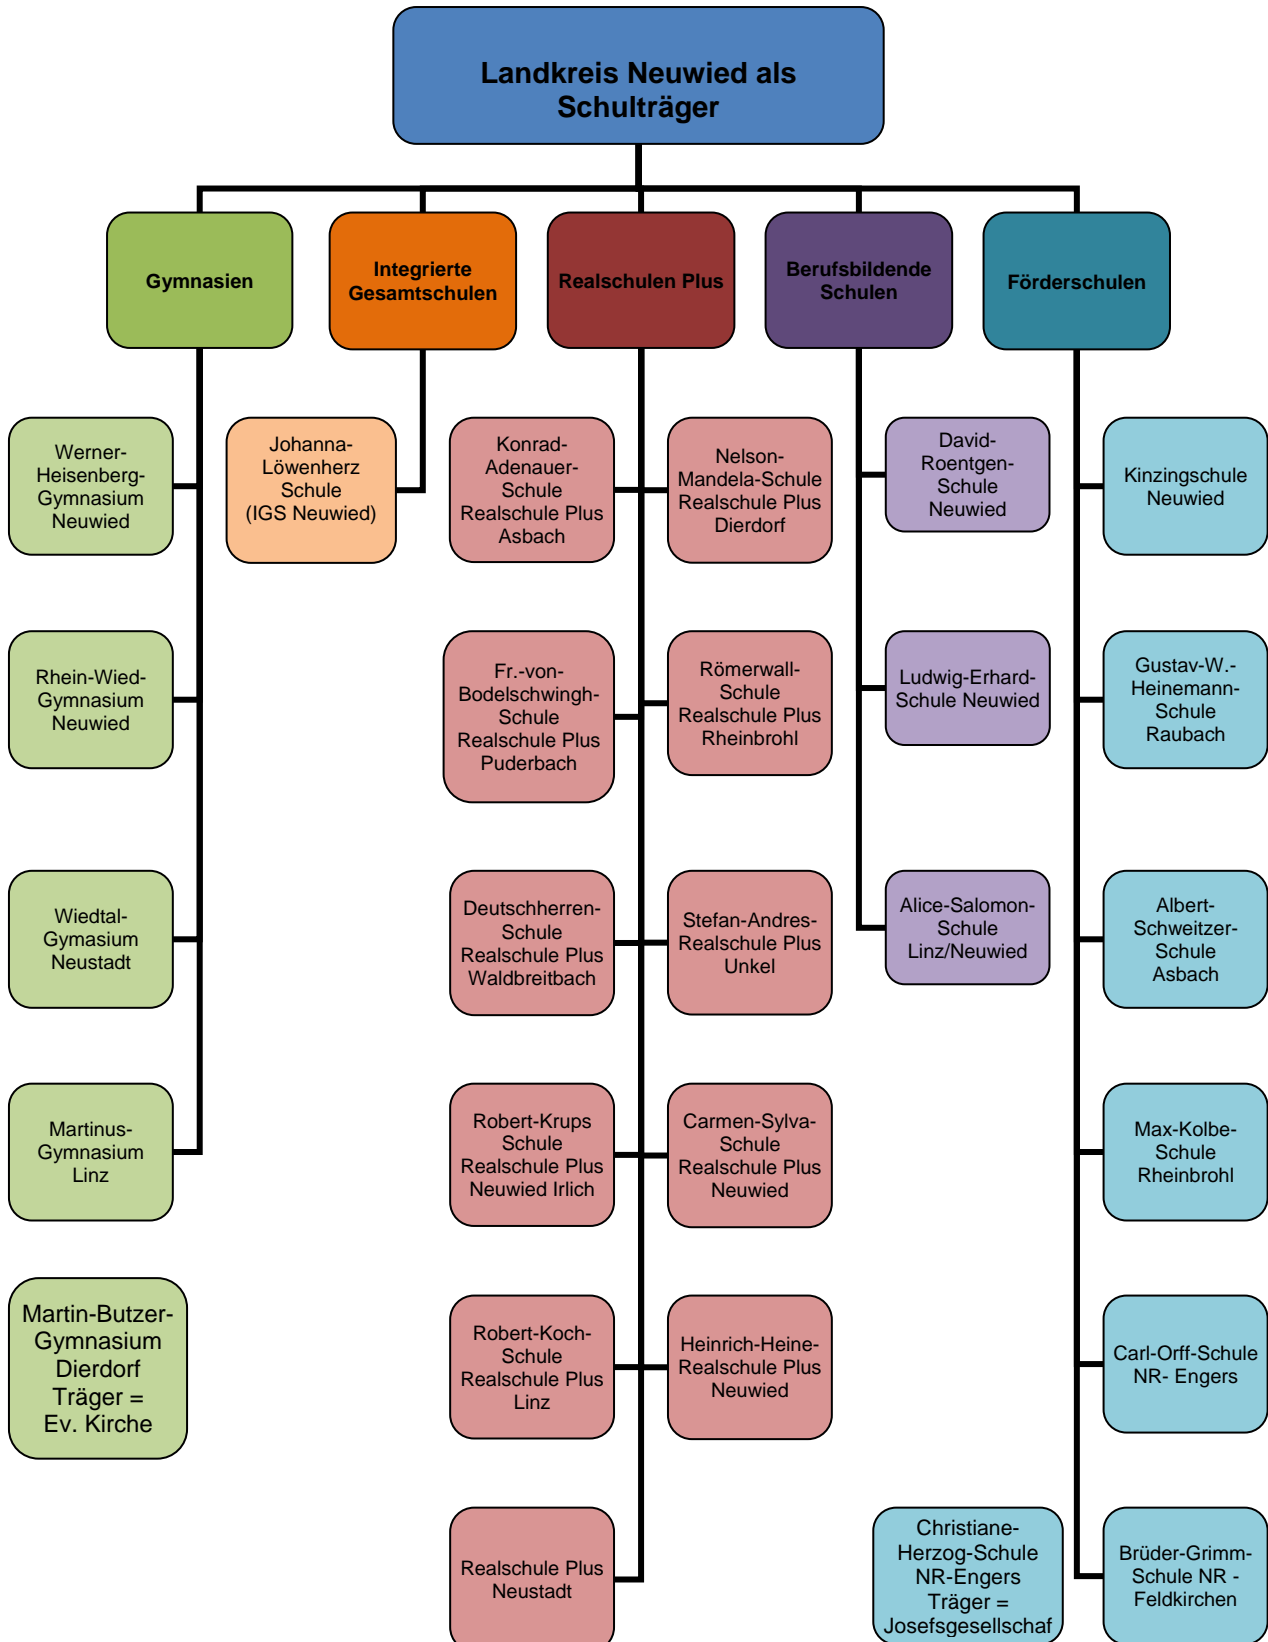 Landkreis Neuwied als
Schulträger
Gymnasien
Integrierte
Gesamtschulen
Realschulen Plus
Berufsbildende
Schulen
Förderschulen
Werner-
Heisenberg-
Gymnasium
Neuwied
Johanna-
Löwenherz
Schule
(IGS Neuwied)
Konrad-
Adenauer-
Schule
Realschule Plus
Asbach
Nelson-
Mandela-Schule
Realschule Plus
Dierdorf
David-
Roentgen-
Schule
Neuwied
Kinzingschule
Neuwied
Rhein-Wied-
Gymnasium
Neuwied
Fr.-von-
Bodelschwingh-
Schule
Realschule Plus
Puderbach
Römerwall-
Schule
Realschule Plus
Rheinbrohl
Ludwig-Erhard-
Schule Neuwied
Gustav-W.-
Heinemann-
Schule
Raubach
Wiedtal-
Gymasium
Neustadt
Deutschherren-
Schule
Realschule Plus
Waldbreitbach
Stefan-Andres-
Realschule Plus
Unkel
Alice-Salomon-
Schule
Linz/Neuwied
Albert-
Schweitzer-
Schule
Asbach
Martinus-
Gymnasium
Linz
Robert-Krups
Schule
Realschule Plus
Neuwied Irlich
Carmen-Sylva-
Schule
Realschule Plus
Neuwied
Max-Kolbe-
Schule
Rheinbrohl
Martin-Butzer-
Gymnasium
Dierdorf
Träger =
Ev. Kirche
Robert-Koch-
Schule
Realschule Plus
Linz
Heinrich-Heine-
Realschule Plus
Neuwied
Carl-Orff-Schule
NR- Engers
Realschule Plus
Neustadt
Christiane-
Herzog-Schule
NR-Engers
Träger =
Josefsgesellschaf
Brüder-Grimm-
Schule NR -
Feldkirchen